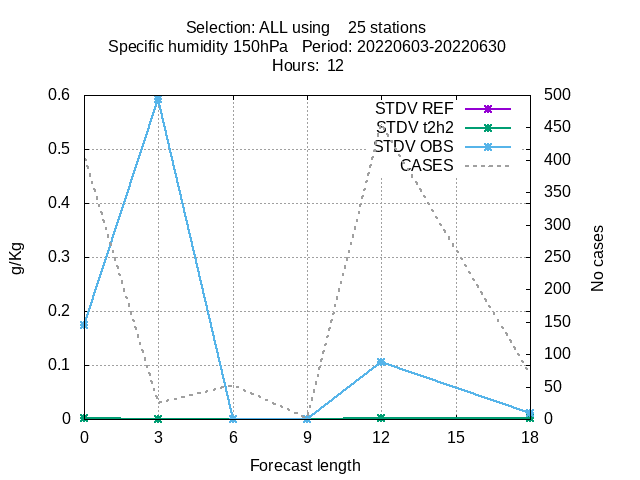 Selection: ALL using 25 stations
Specific humidity 150hPa Period: 20220603-20220630
Hours: 12
STDV REF
STDV t2h2
STDV OBS
CASES
g/Kg
0.6
0.5
0.4
0.3
0.2
0.1
0
500
450
400
350
300
250
200
150
100
50
0
No cases
0 3 6 9 12 15 18
Forecast length